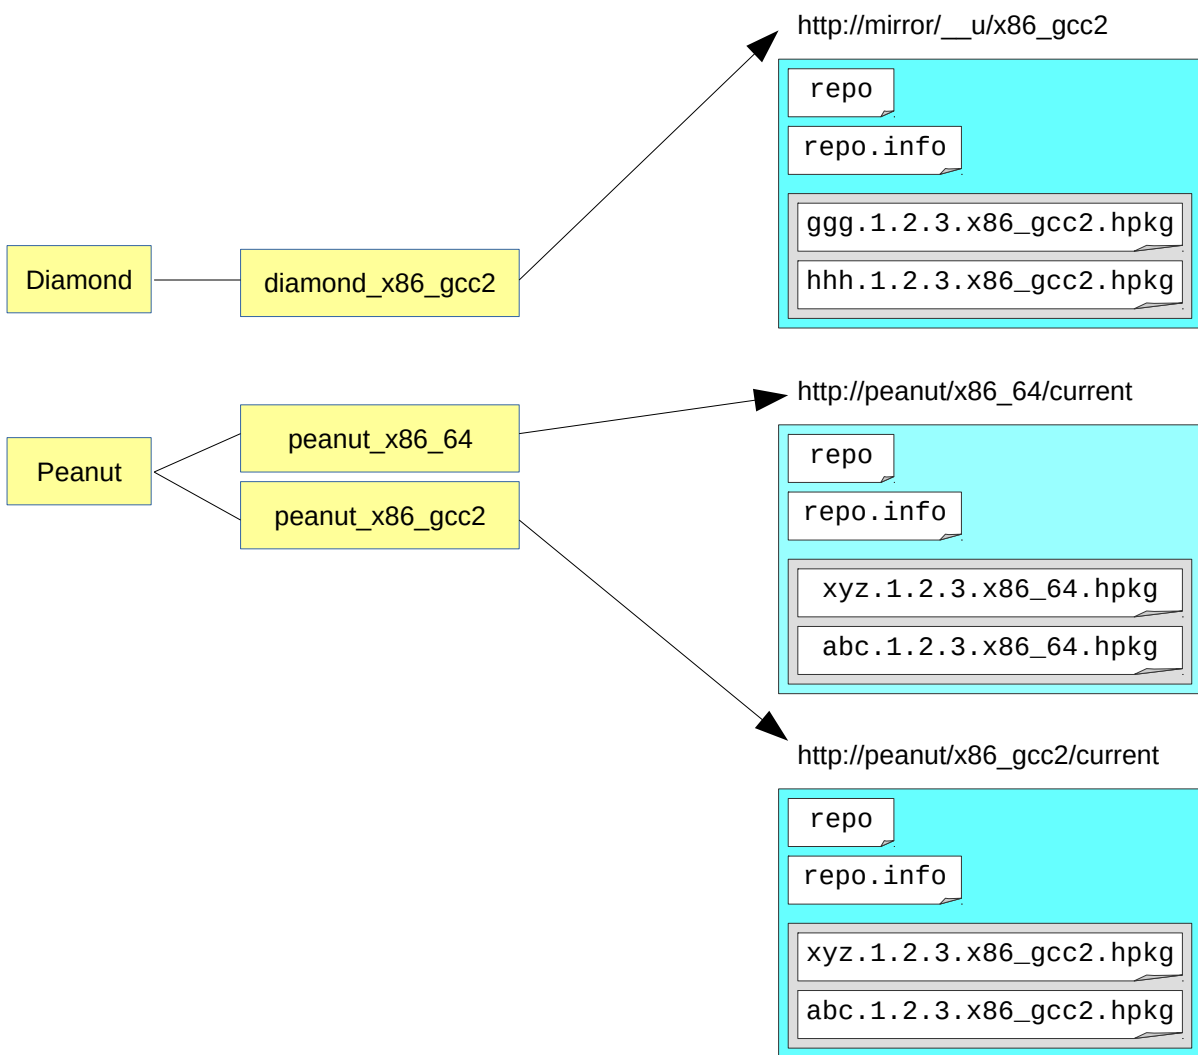 http://mirror/__u/x86_gcc2
repo
repo.info
ggg.1.2.3.x86_gcc2.hpkg
hhh.1.2.3.x86_gcc2.hpkg
Diamond
diamond_x86_gcc2
http://peanut/x86_64/current
Peanut
peanut_x86_64
peanut_x86_gcc2
repo
repo.info
xyz.1.2.3.x86_64.hpkg
abc.1.2.3.x86_64.hpkg
http://peanut/x86_gcc2/current
repo
repo.info
xyz.1.2.3.x86_gcc2.hpkg
abc.1.2.3.x86_gcc2.hpkg